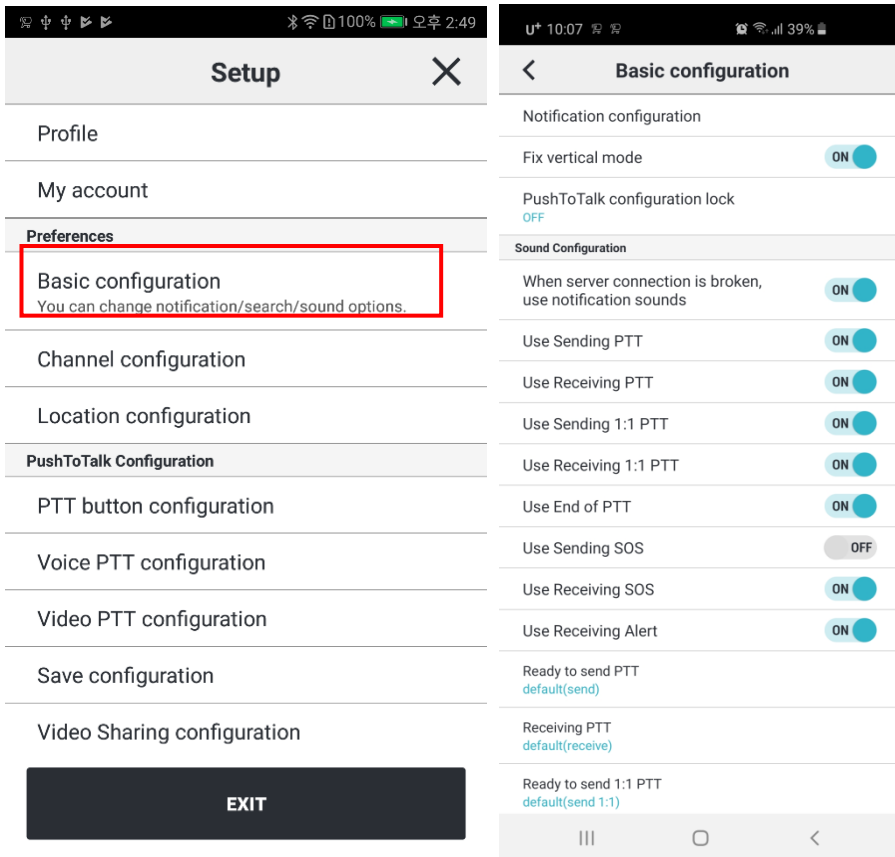 100% 오후 2:49
Setup
Profile
My account
Preferences
Basic configuration
You can change notification/search/sound options.
Channel configuration
Location configuration
PushToTalk Configuration
PTT button configuration
Voice PTT configuration
Video PTT configuration
Save configuration
Video Sharing configuration
EXIT
U+ 10:07 39%
Basic configuration
Notification configuration
Fix vertical mode ON
PushToTalk configuration lock
OFF
Sound Configuration
When server connection is broken,
use notification sounds ON
Use Sending PTT ON
Use Receiving PTT ON
Use Sending 1:1 PTT ON
Use Receiving 1:1 PTT ON
Use End of PTT ON
Use Sending SOS OFF
Use Receiving SOS ON
Use Receiving Alert ON
Ready to send PTT
default(send)
Receiving PTT
default(receive)
Ready to send 1:1 PTT
default(send 1:1)